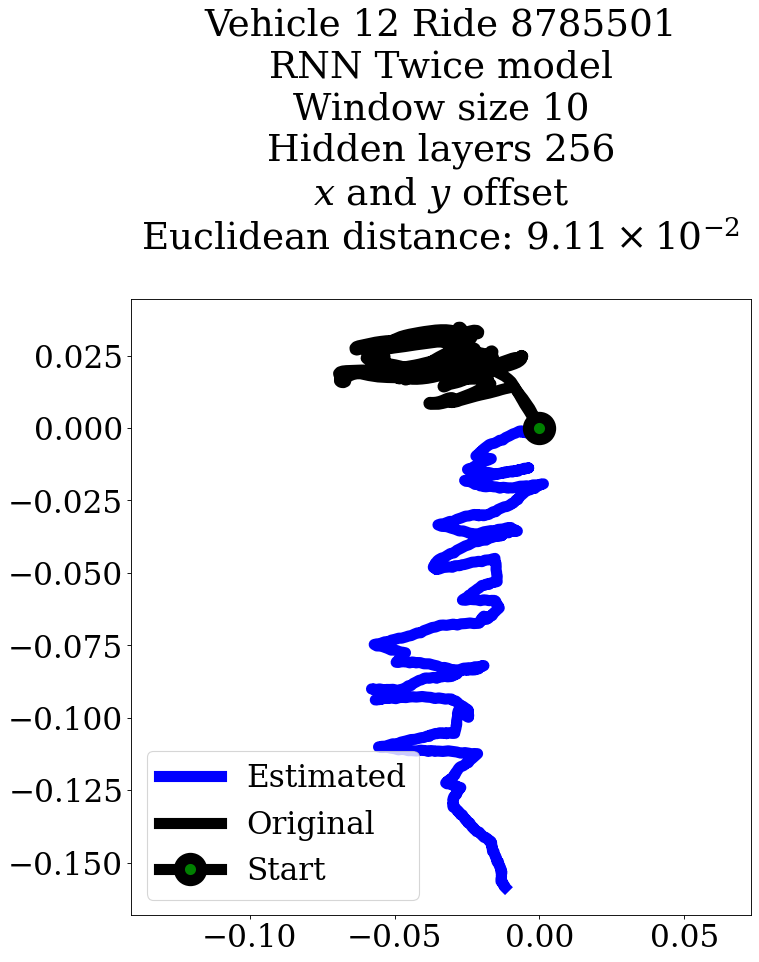 Vehicle 12 Ride 8785501
RNN Twice model
Window size 10
Hidden layers 256
x and y offset
Euclidean distance: 9.11 × 10⁻²
0.025
0.000
−0.025
−0.050
−0.075
−0.100
−0.125
−0.150
Estimated
Original
Start
−0.10
−0.05
0.00
0.05